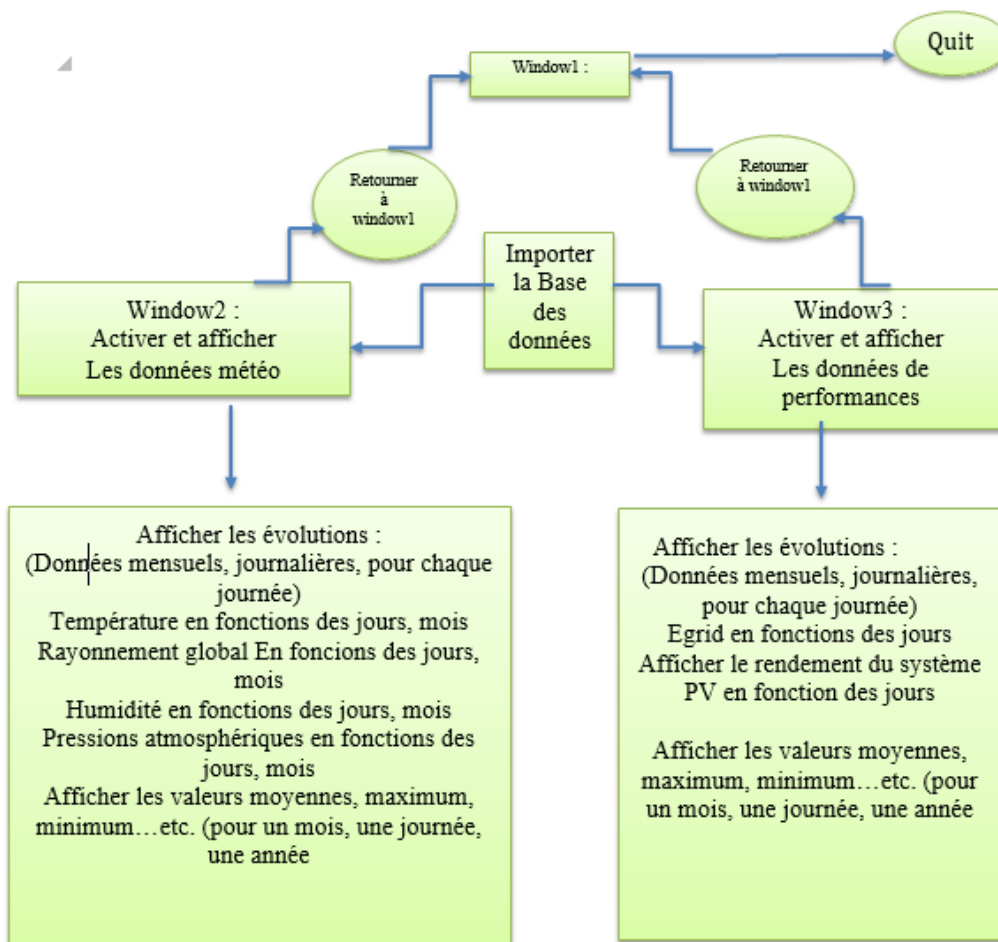 Quit
Window1 :
Retourner
à
window1
Retourner
à window1
Importer
la Base
des
données
Window2 :
Activer et afficher
Les données météo
Window3 :
Activer et afficher
Les données de
performances
Afficher les évolutions :
(Données mensuels, journalières, pour chaque
journée)
Température en fonctions des jours, mois
Rayonnement global En foncions des jours,
mois
Humidité en fonctions des jours, mois
Pressions atmosphériques en fonctions des
jours, mois
Afficher les valeurs moyennes, maximum,
minimum…etc. (pour un mois, une journée,
une année
Afficher les évolutions :
(Données mensuels, journalières,
pour chaque journée)
Egrid en fonctions des jours
Afficher le rendement du système
PV en fonction des jours
Afficher les valeurs moyennes,
maximum, minimum…etc. (pour
un mois, une journée, une année